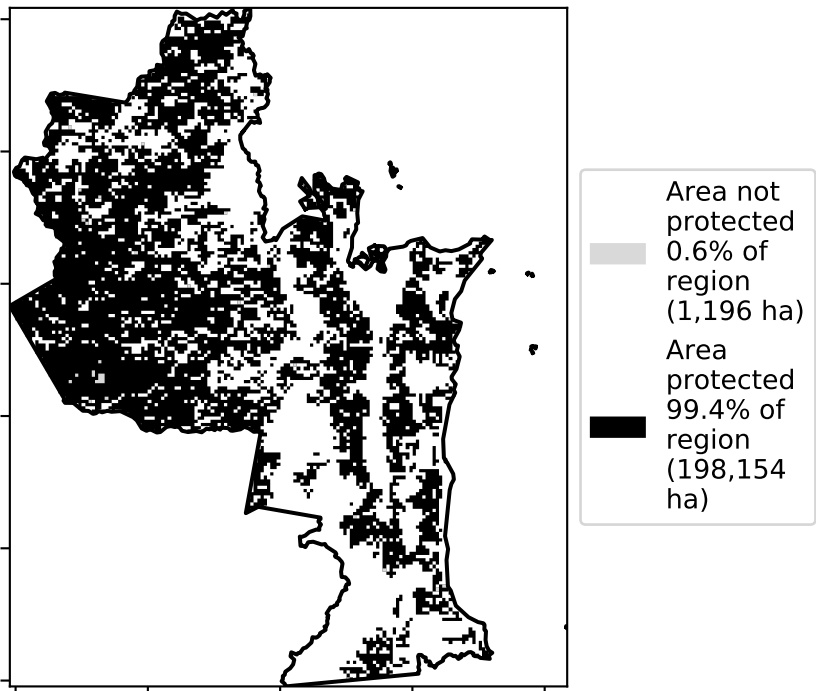 Area not
protected
0.6% of
region
(1,196 ha)
Area
protected
99.4% of
region
(198,154
ha)